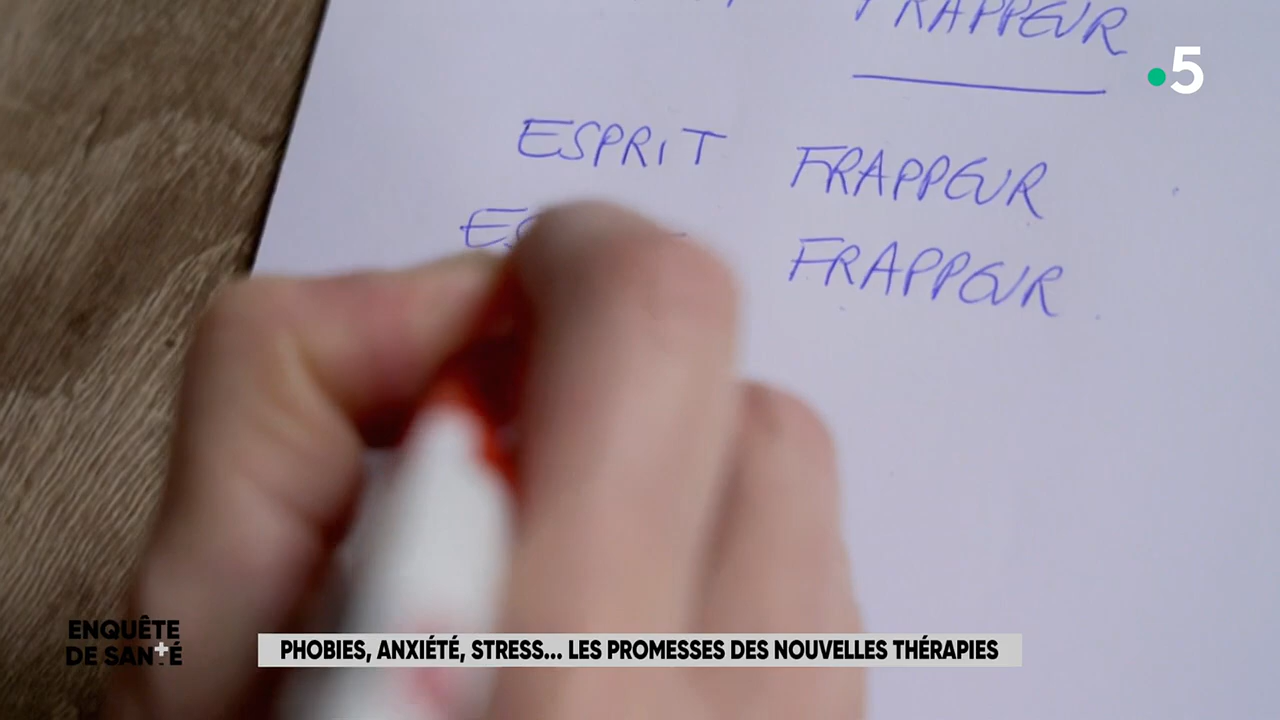 FRAPPEUR
5
ESPRIT FRAPPEUR
FRAPPEUR
ENQUÊTE
DE SANTÉ
PHOBIES, ANXIÉTÉ, STRESS... LES PROMESSES DES NOUVELLES THÉRAPIES